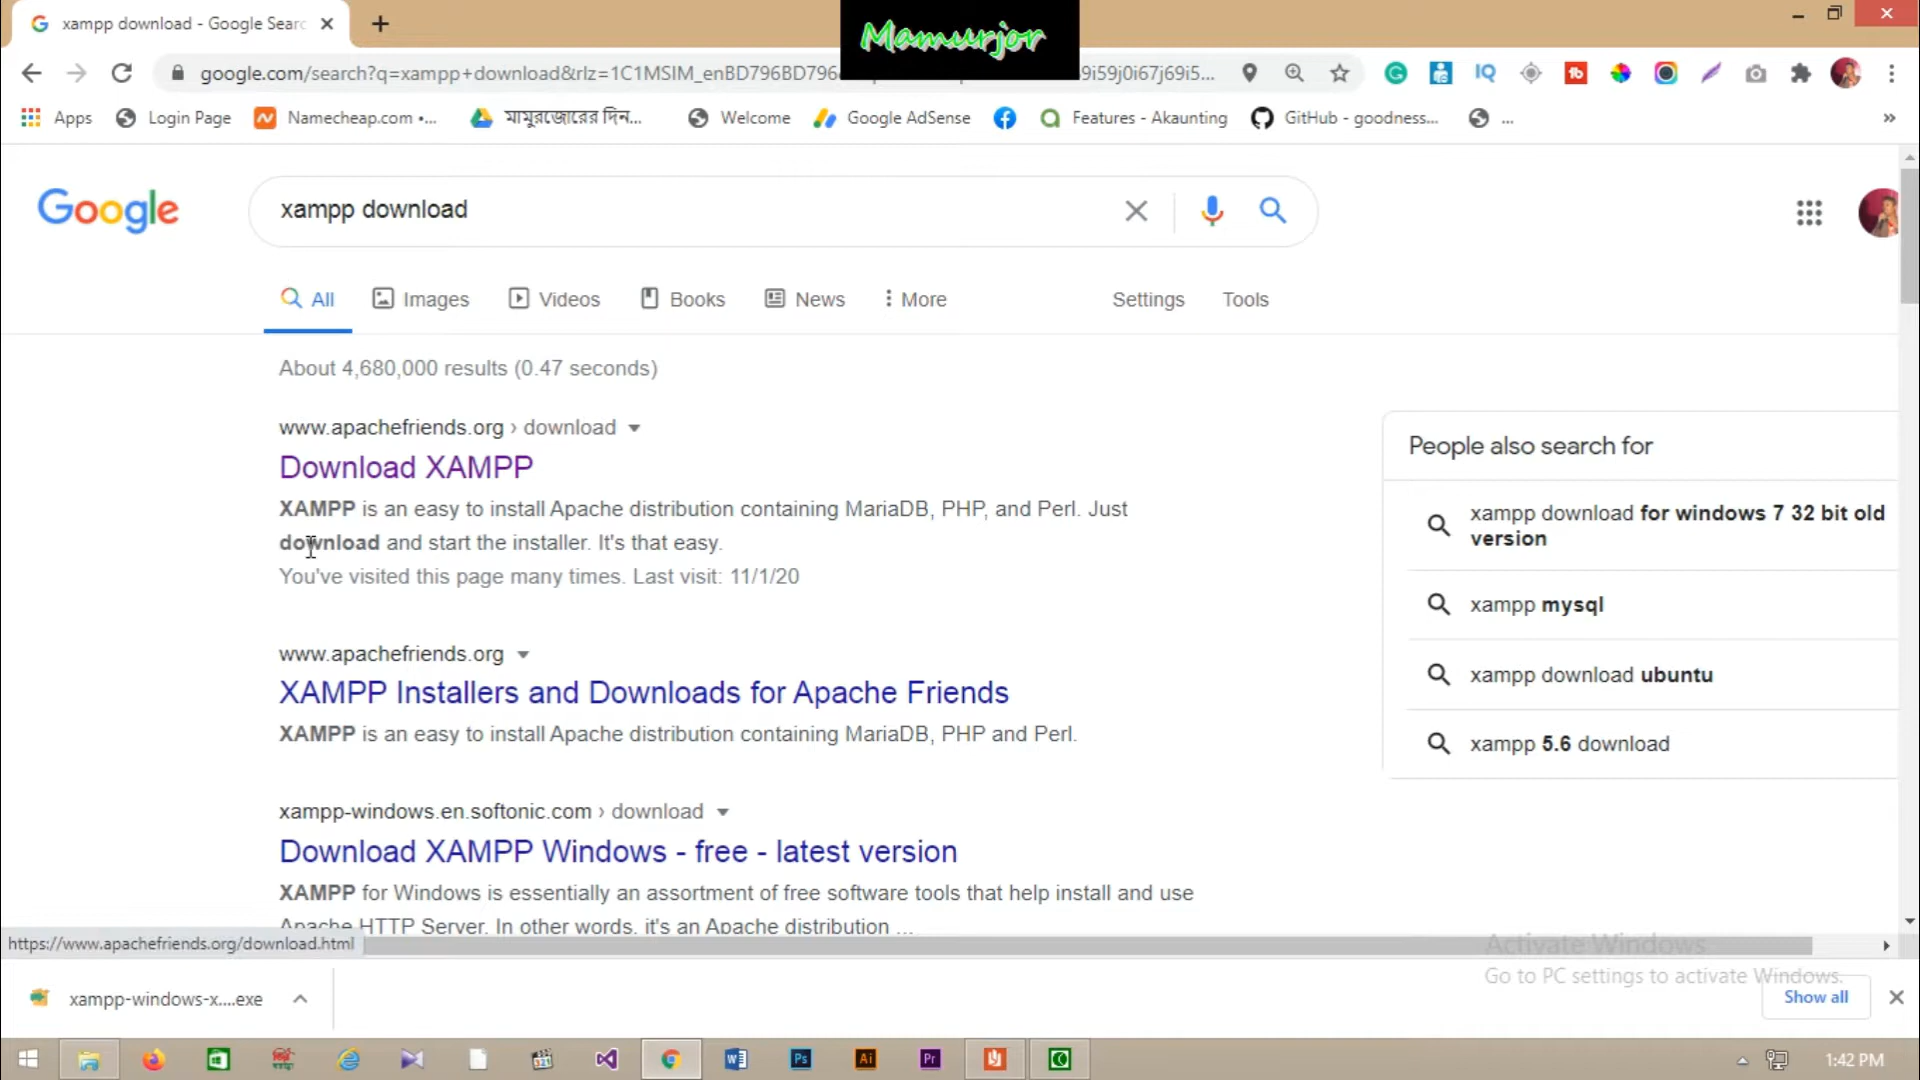 xampp download - Google Searc
Mamurjor
google.com/search?q=xampp+download&rlz=1C1MSIM_enBD796BD796 9i59j0i67j69i5...
Apps
Login Page
Namecheap.com •...
মামুরজোরের দিন...
Welcome
Google AdSense
Features - Akaunting
GitHub - goodness...
...
»
Google
xampp download
All
Images
Videos
Books
News
More
Settings
Tools
About 4,680,000 results (0.47 seconds)
www.apachefriends.org › download
Download XAMPP
XAMPP is an easy to install Apache distribution containing MariaDB, PHP, and Perl. Just
download and start the installer. It's that easy.
You've visited this page many times. Last visit: 11/1/20
www.apachefriends.org
XAMPP Installers and Downloads for Apache Friends
XAMPP is an easy to install Apache distribution containing MariaDB, PHP and Perl.
xampp-windows.en.softonic.com › download
Download XAMPP Windows - free - latest version
XAMPP for Windows is essentially an assortment of free software tools that help install and use
Apache HTTP Server. In other words, it's an Apache distribution ...
People also search for
xampp download for windows 7 32 bit old
version
xampp mysql
xampp download ubuntu
xampp 5.6 download
https://www.apachefriends.org/download.html
Activate Windows
Go to PC settings to activate Windows.
xampp-windows-x....exe
Show all
1:42 PM